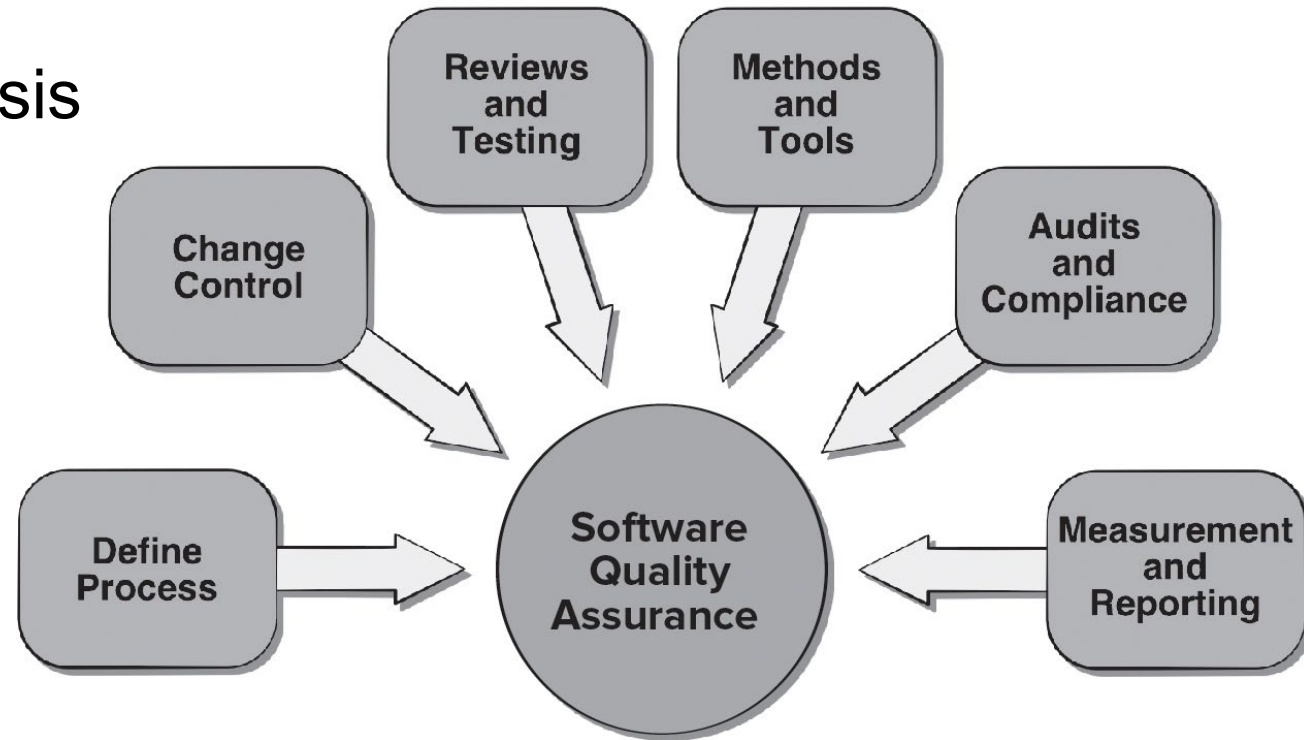 sis
Reviews
and
Testing
Methods
and
Tools
Change
Control
Audits
and
Compliance
Define
Process
Software
Quality
Assurance
Measurement
and
Reporting